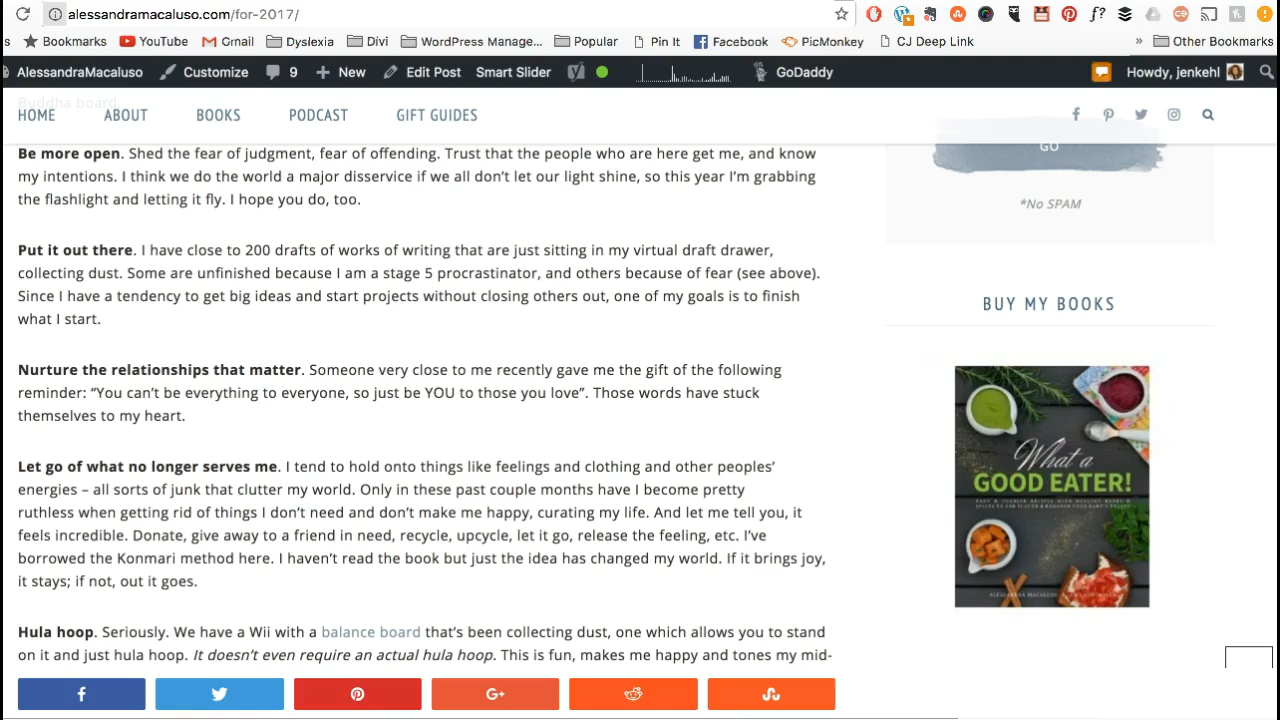 alessandramacaluso.com/for-2017/
s Bookmarks YouTube Gmail Dyslexia Divi WordPress Manage... Popular Pin It Facebook PicMonkey CJ Deep Link » Other Bookmarks
AlessandraMacaluso Customize 9 New Edit Post Smart Slider GoDaddy Howdy, jenkehl
Buddha board.
HOME ABOUT BOOKS PODCAST GIFT GUIDES
GO
*No SPAM
Be more open. Shed the fear of judgment, fear of offending. Trust that the people who are here get me, and know
my intentions. I think we do the world a major disservice if we all don’t let our light shine, so this year I’m grabbing
the flashlight and letting it fly. I hope you do, too.
Put it out there. I have close to 200 drafts of works of writing that are just sitting in my virtual draft drawer,
collecting dust. Some are unfinished because I am a stage 5 procrastinator, and others because of fear (see above).
Since I have a tendency to get big ideas and start projects without closing others out, one of my goals is to finish
what I start.
Nurture the relationships that matter. Someone very close to me recently gave me the gift of the following
reminder: “You can’t be everything to everyone, so just be YOU to those you love”. Those words have stuck
themselves to my heart.
Let go of what no longer serves me. I tend to hold onto things like feelings and clothing and other peoples’
energies – all sorts of junk that clutter my world. Only in these past couple months have I become pretty
ruthless when getting rid of things I don’t need and don’t make me happy, curating my life. And let me tell you, it
feels incredible. Donate, give away to a friend in need, recycle, upcycle, let it go, release the feeling, etc. I’ve
borrowed the Konmari method here. I haven’t read the book but just the idea has changed my world. If it brings joy,
it stays; if not, out it goes.
Hula hoop. Seriously. We have a Wii with a balance board that’s been collecting dust, one which allows you to stand
on it and just hula hoop. It doesn’t even require an actual hula hoop. This is fun, makes me happy and tones my mid-
BUY MY BOOKS
What a
GOOD EATER!
G+